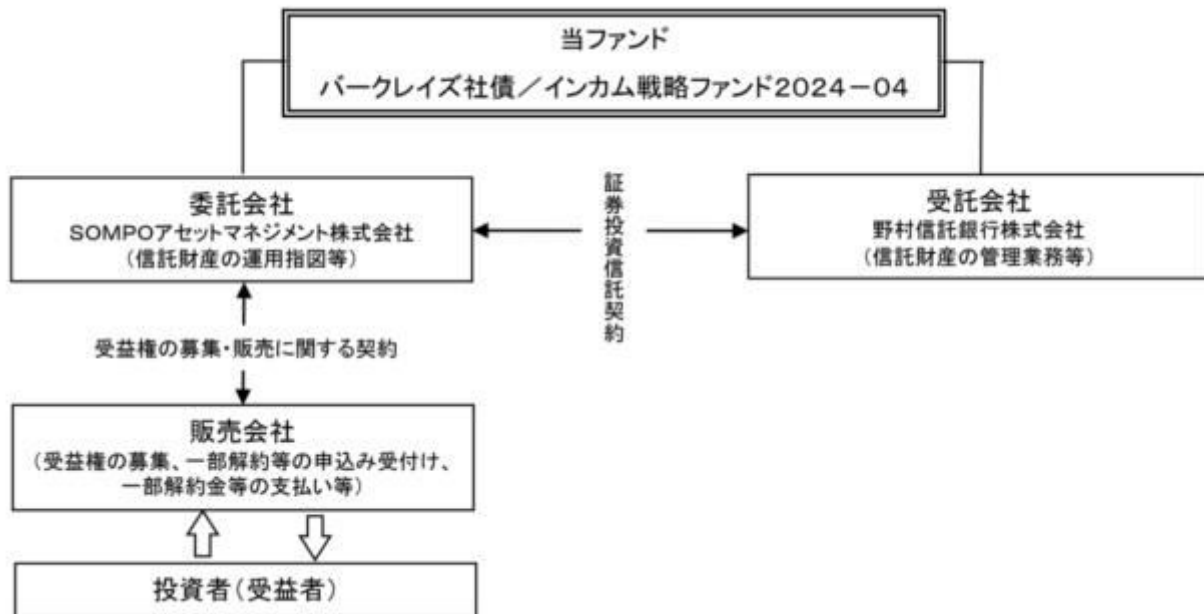 当ファンド
バークレイズ社債／インカム戦略ファンド2024－04
委託会社
SOMPOアセットマネジメント株式会社
（信託財産の運用指図等）
証券投資信託契約
受託会社
野村信託銀行株式会社
（信託財産の管理業務等）
受益権の募集・販売に関する契約
販売会社
（受益権の募集、一部解約等の申込み受付け、
一部解約金等の支払い等）
投資者（受益者）